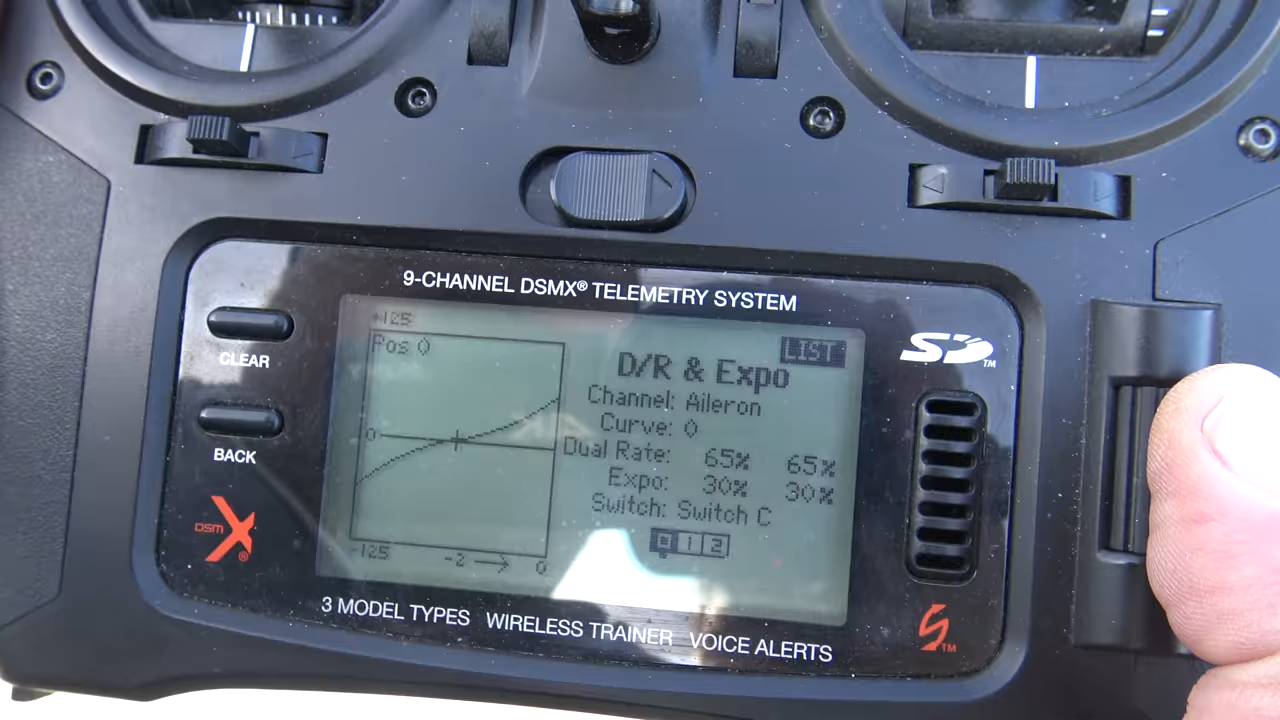 9-CHANNEL DSMX® TELEMETRY SYSTEM
+125
Pos 0
LIST
D/R & Expo
Channel: Aileron
Curve: 0
0
Dual Rate: 65% 65%
Expo: 30% 30%
Switch: Switch C
0 1 2
-125 -2 → 0
CLEAR
BACK
DSM X®
SD™
S™
3 MODEL TYPES WIRELESS TRAINER VOICE ALERTS